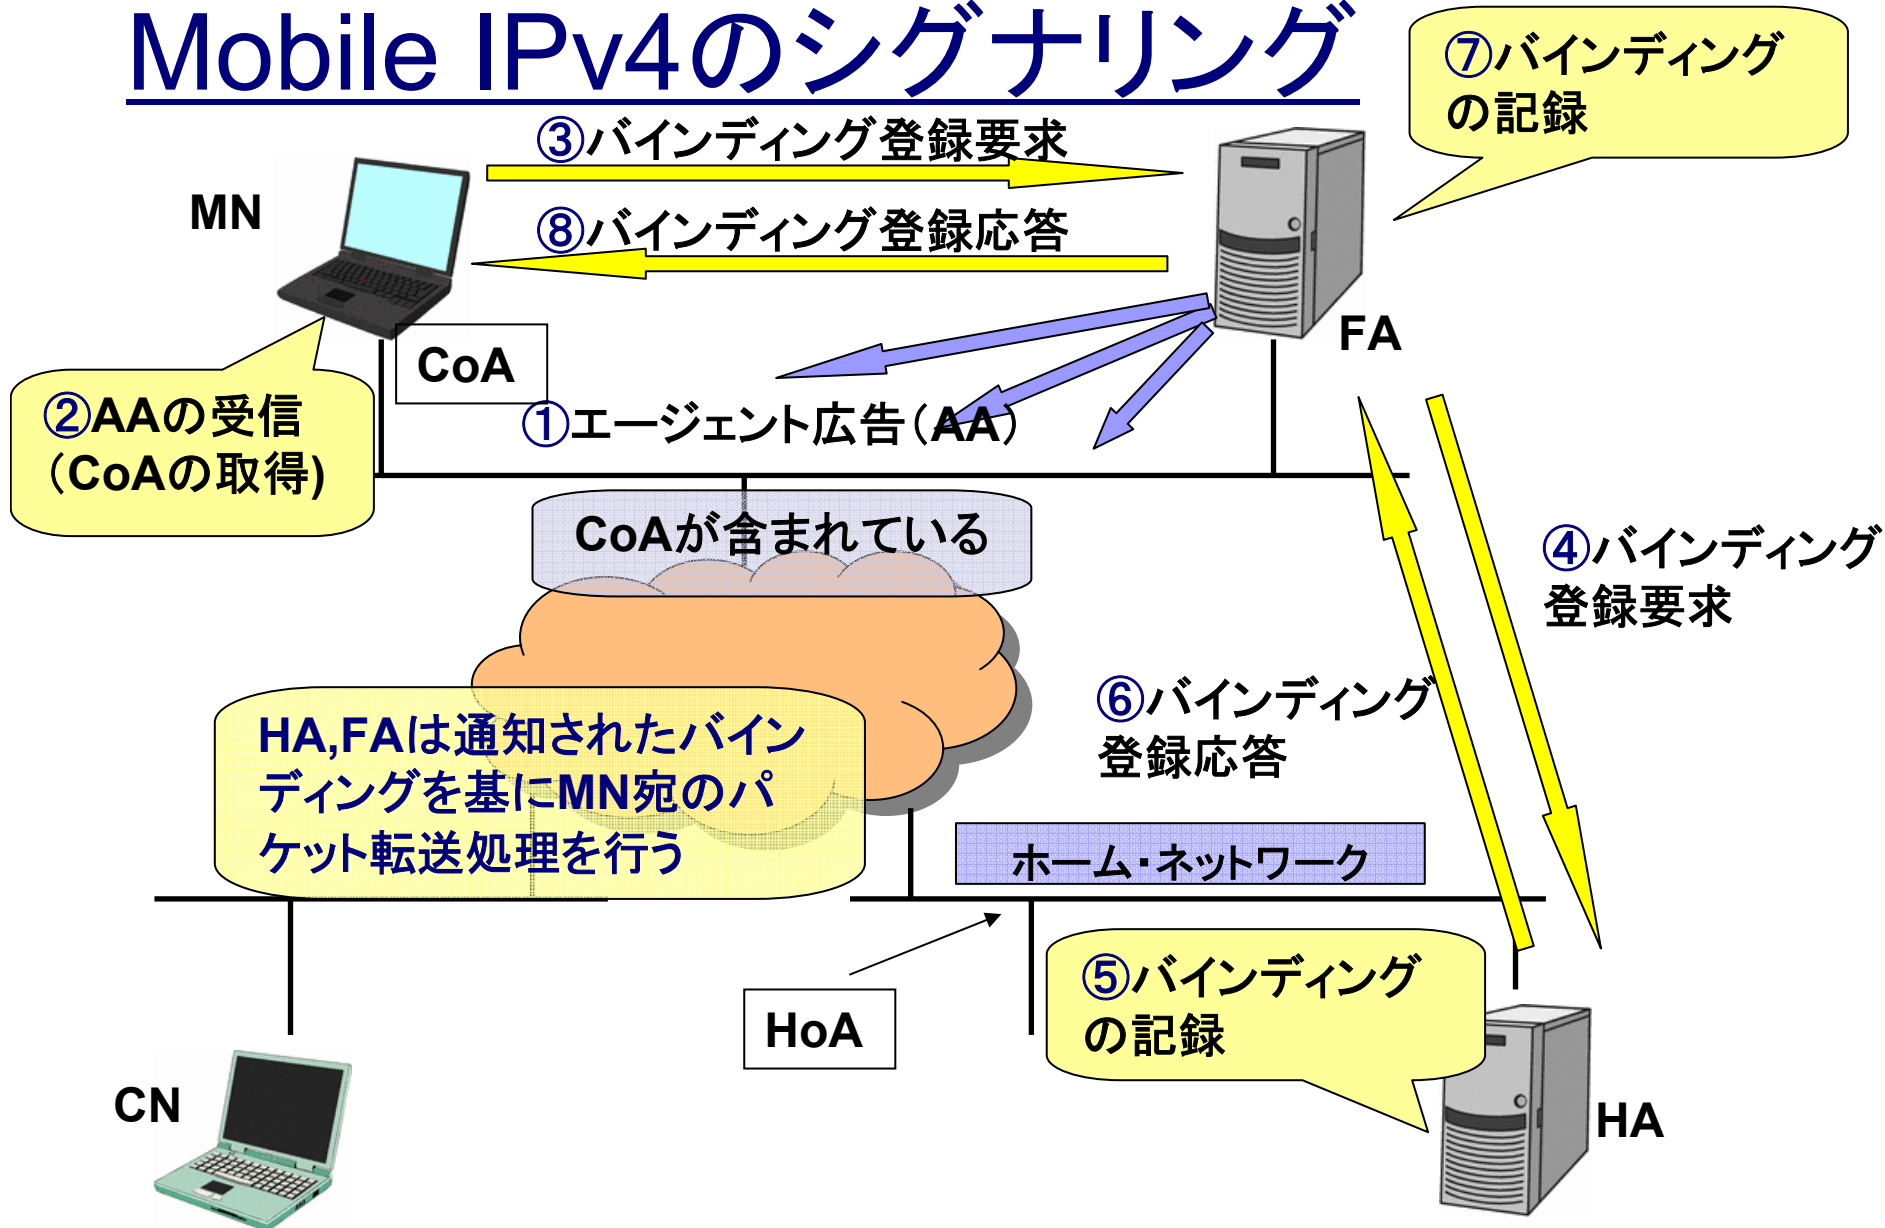 Mobile IPv4のシグナリング
⑦バインディング
の記録
③バインディング登録要求
MN
⑧バインディング登録応答
FA
CoA
②AAの受信
（CoAの取得)
①エージェント広告（AA）
CoAが含まれている
④バインディング
登録要求
⑥バインディング
登録応答
HA,FAは通知されたバイン
ディングを基にMN宛のパ
ケット転送処理を行う
ホーム・ネットワーク
⑤バインディング
の記録
HoA
CN
HA